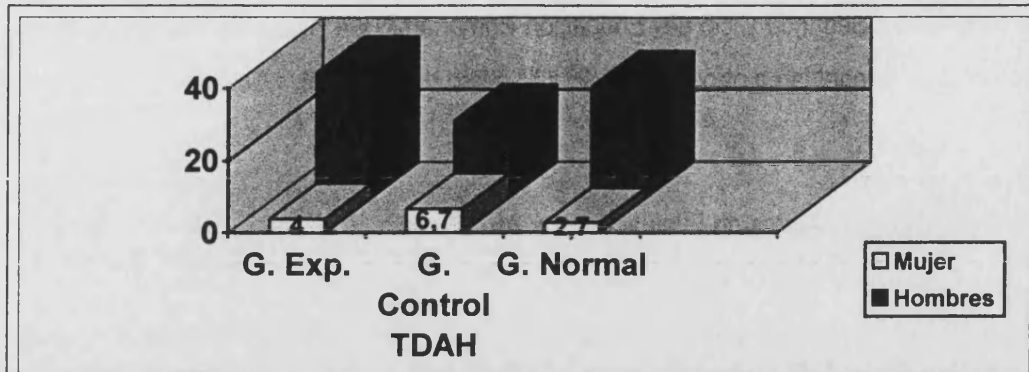 40
20
0
4
6,7
2,7
G. Exp. G. G. Normal
Control
TDAH
Mujer
Hombres